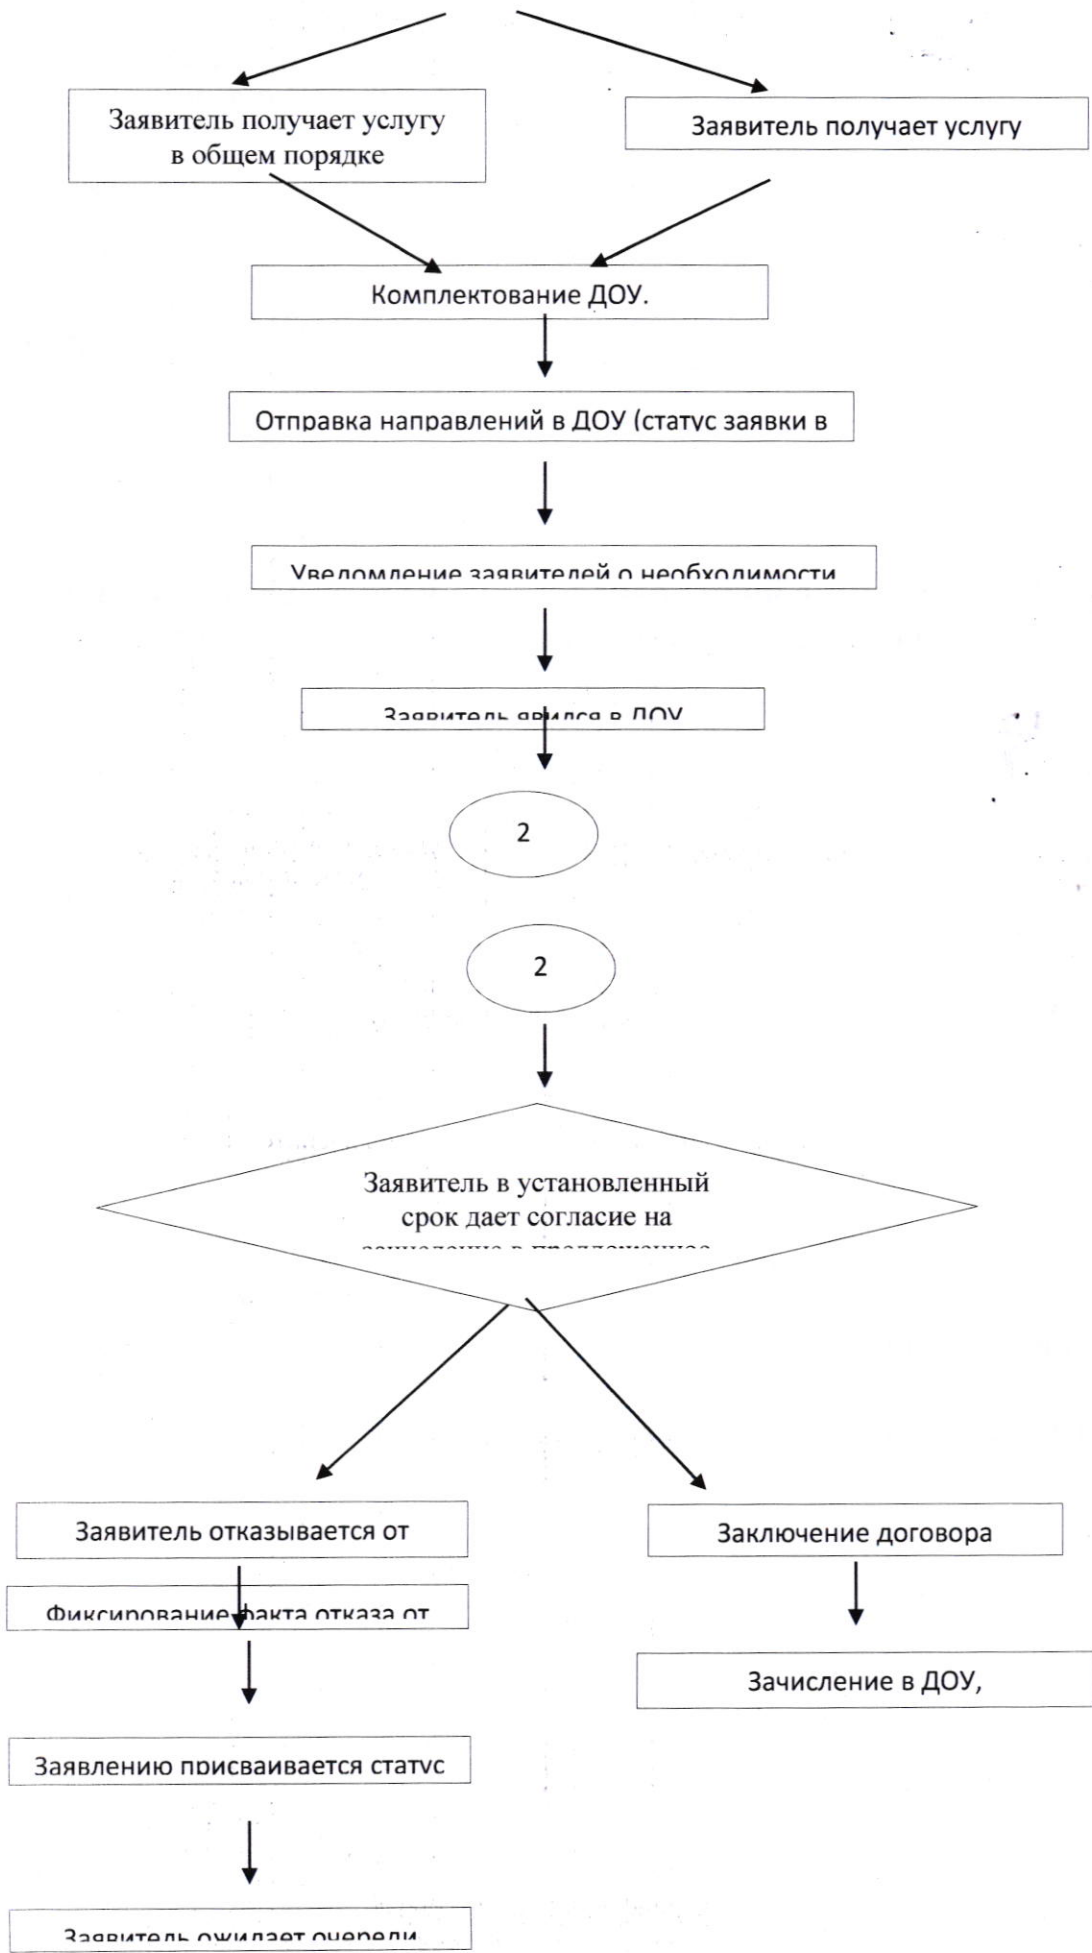 Заявитель получает услугу
в общем порядке
Заявитель получает услугу
Комплектование ДОУ.
Отправка направлений в ДОУ (статус заявки в
Уведомление заявителей о необходимости
Заявитель явился в ДОУ
2
2
Заявитель в установленный
срок дает согласие на
зачисление в предложенное
Заявитель отказывается от
Заключение договора
Фиксирование факта отказа от
Зачисление в ДОУ,
Заявлению присваивается статус
Заявитель ожидает очереди